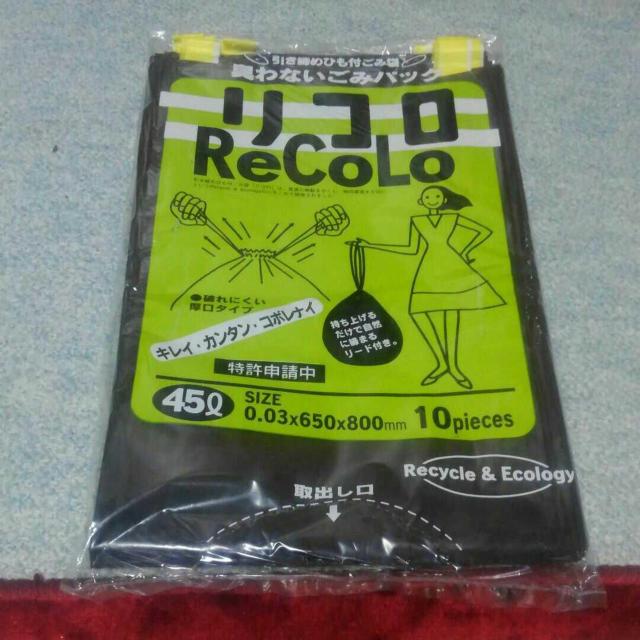 引き締めひも付ごみ袋
臭わないごみパック
リコロ
ReCoLo
●破れにくい
厚口タイプ
キレイ・カンタン・コボレナイ
持ち上げる
だけで自然
に締まる
リード付き。
特許申請中
45ℓ
SIZE
0.03x650x800mm 10pieces
Recycle & Ecology
取出し口